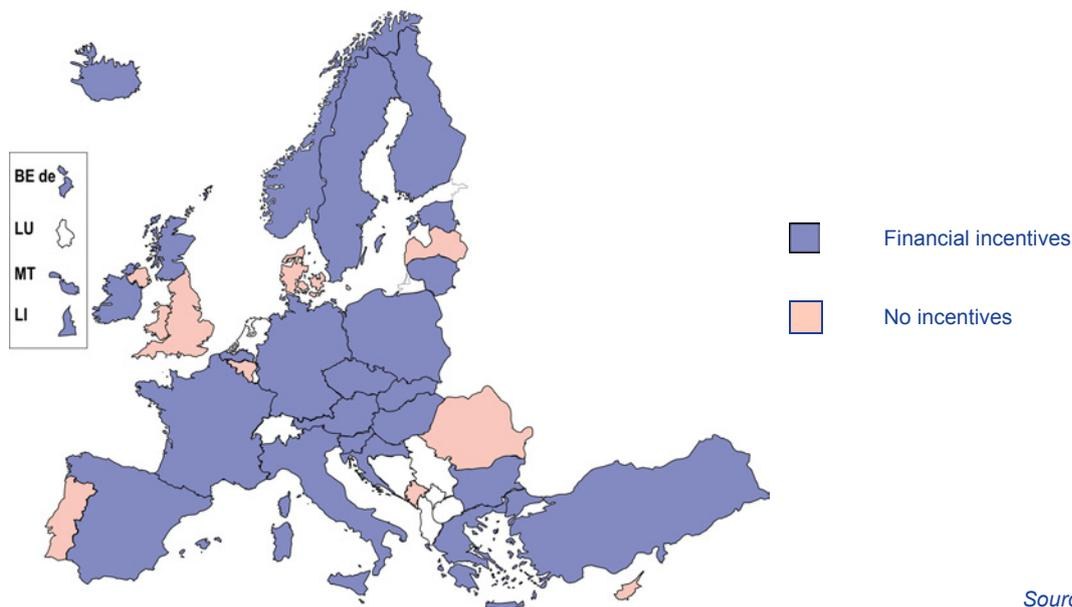 BE de
LU
MT
LI
Financial incentives
No incentives